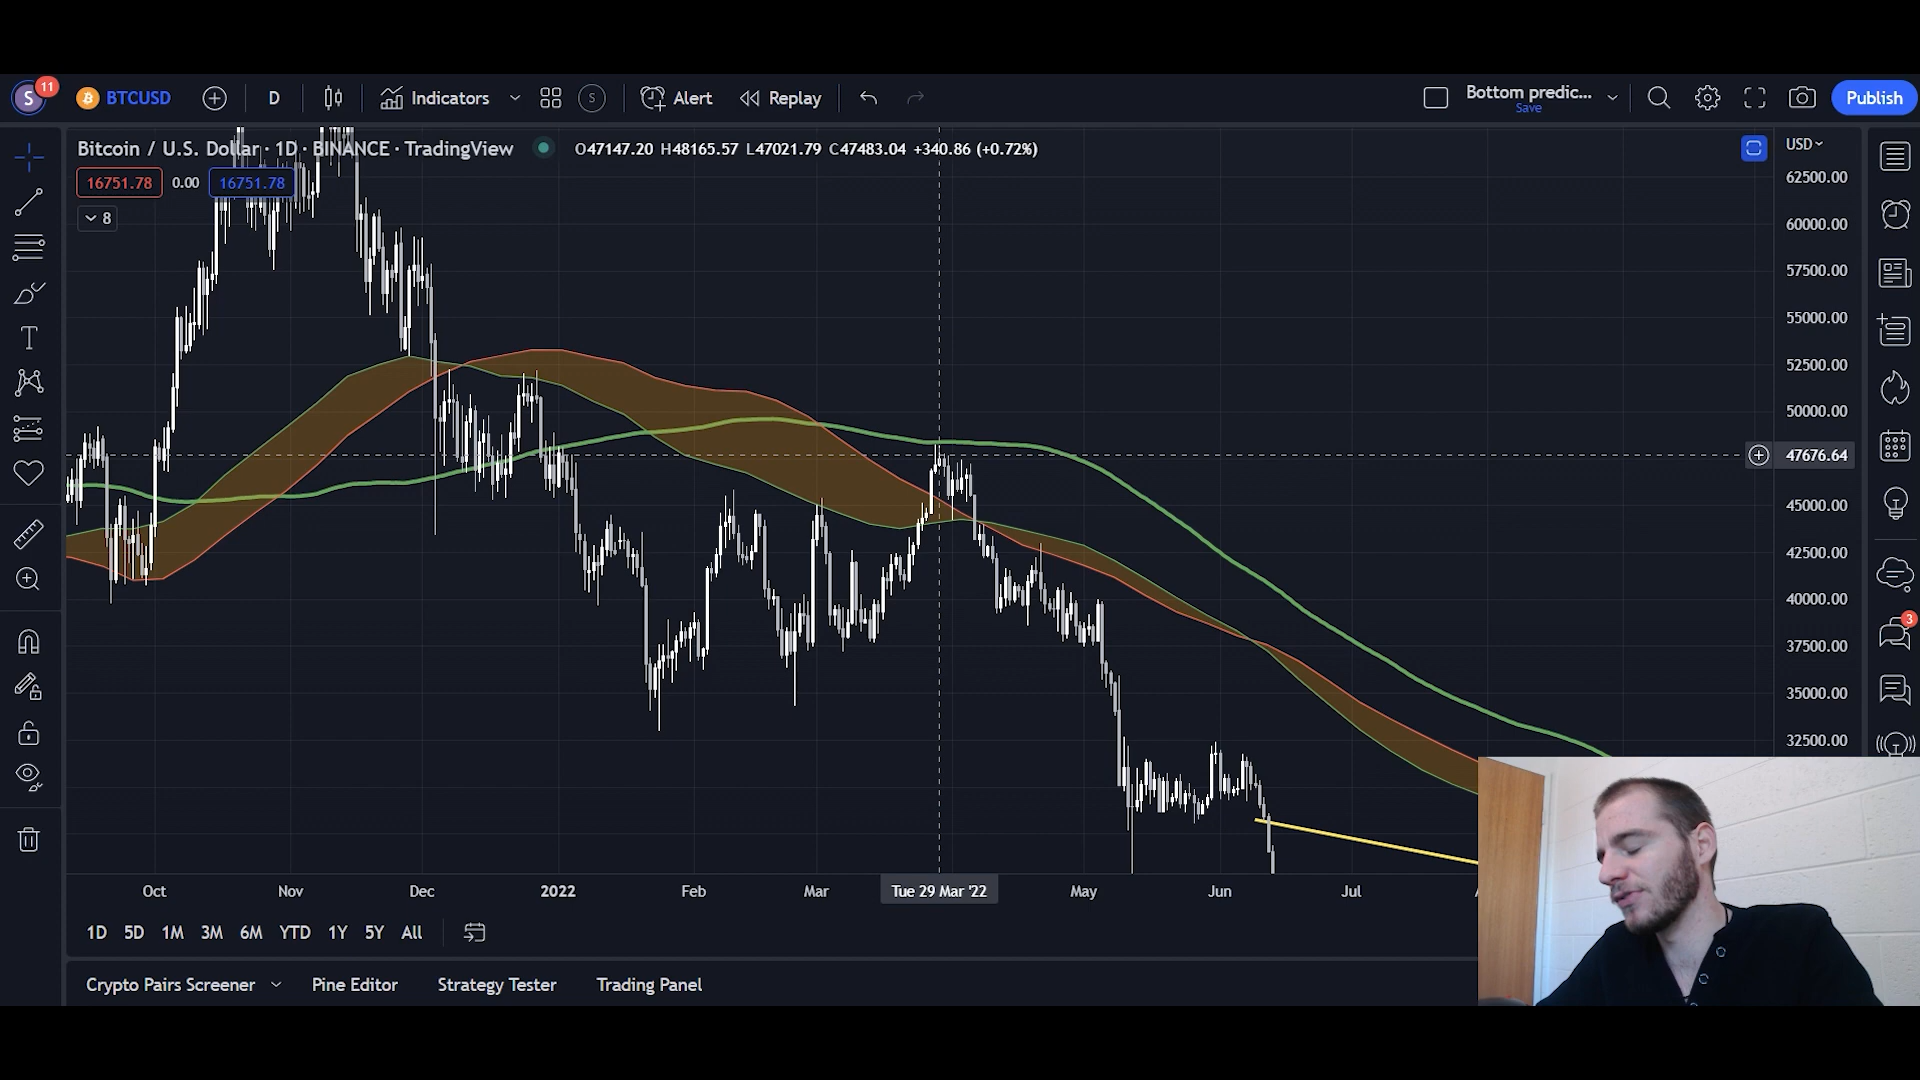 S 11 BTCUSD D Indicators S Alert Replay Bottom predic... Save Publish
Bitcoin / U.S. Dollar · 1D · BINANCE · TradingView O47147.20 H48165.57 L47021.79 C47483.04 +340.86 (+0.72%) USD
16751.78 0.00 16751.78
8
62500.00
60000.00
57500.00
55000.00
52500.00
50000.00
47676.64
45000.00
42500.00
40000.00
37500.00
35000.00
32500.00
T
3
Oct Nov Dec 2022 Feb Mar Tue 29 Mar '22 May Jun Jul
1D 5D 1M 3M 6M YTD 1Y 5Y All
Crypto Pairs Screener Pine Editor Strategy Tester Trading Panel